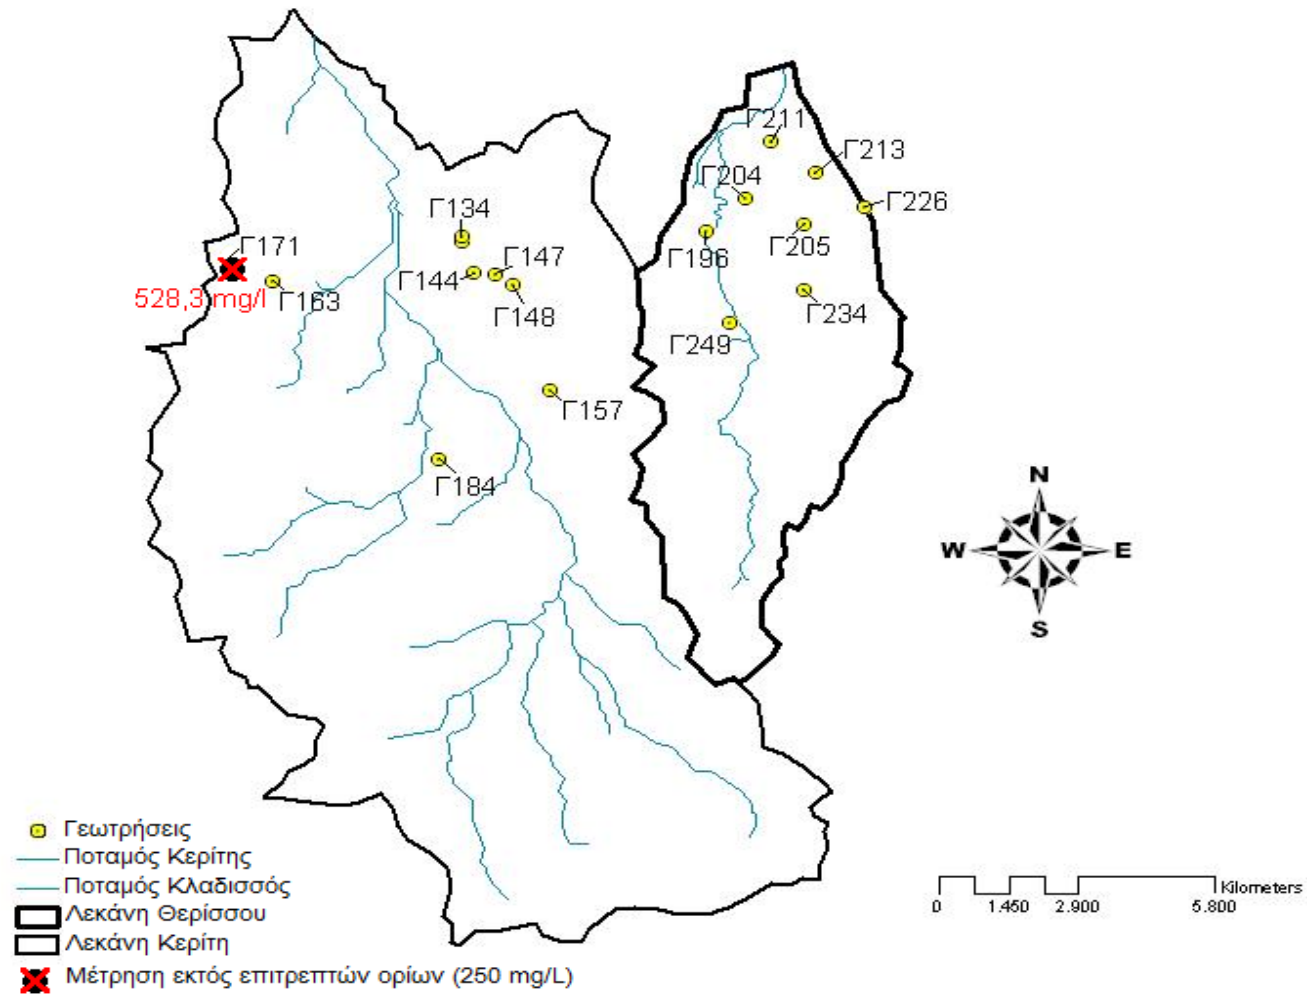 Γ211
Γ213
Γ204
Γ226
Γ134
Γ196
Γ205
Γ171
Γ147
Γ144
528,3 mg/l
Γ163
Γ148
Γ234
Γ249
Γ157
Γ184
N
W
E
S
Γεωτρήσεις
Ποταμός Κερίτης
Ποταμός Κλαδισσός
Λεκάνη Θερίσσου
Λεκάνη Κερίτη
Μέτρηση εκτός επιτρεπτών ορίων (250 mg/L)
Kilometers
0 1.450 2.900 5.800